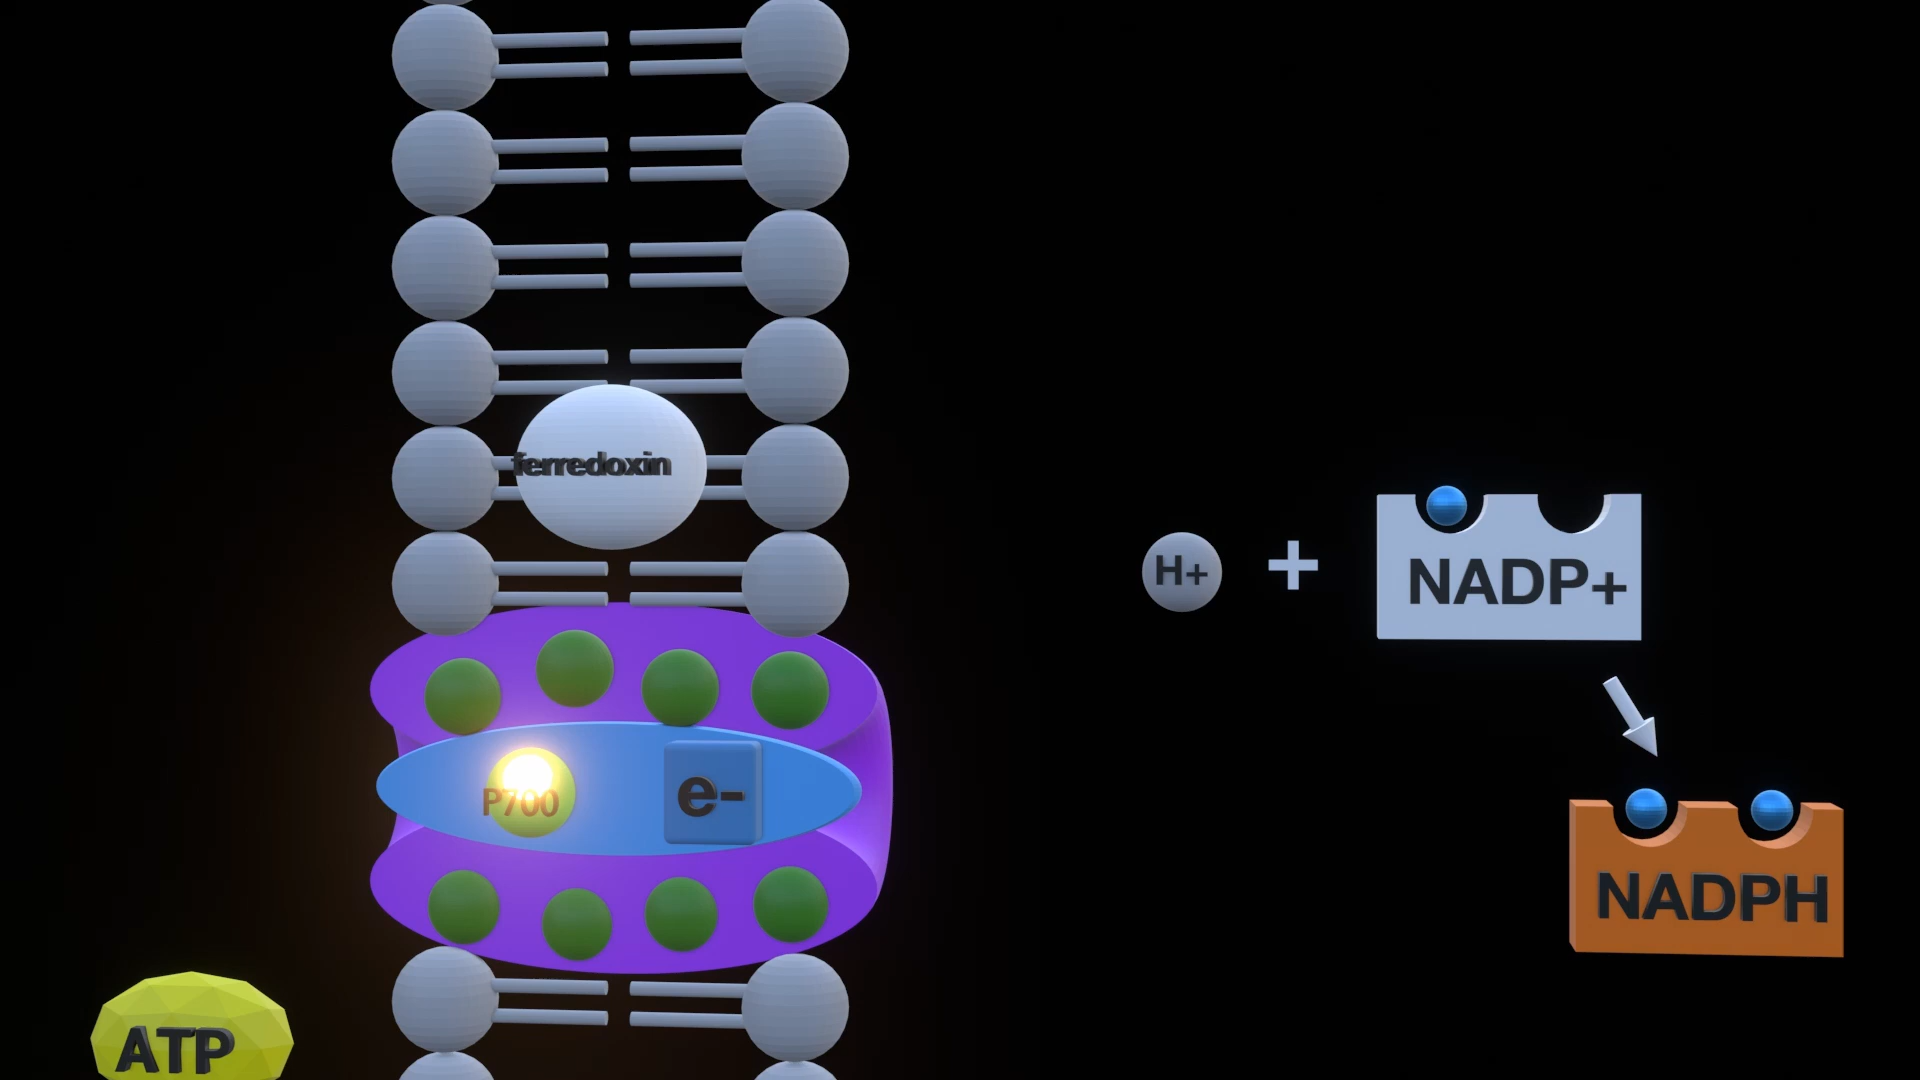 ferredoxin
H+ + NADP+
P700
e-
NADPH
ATP